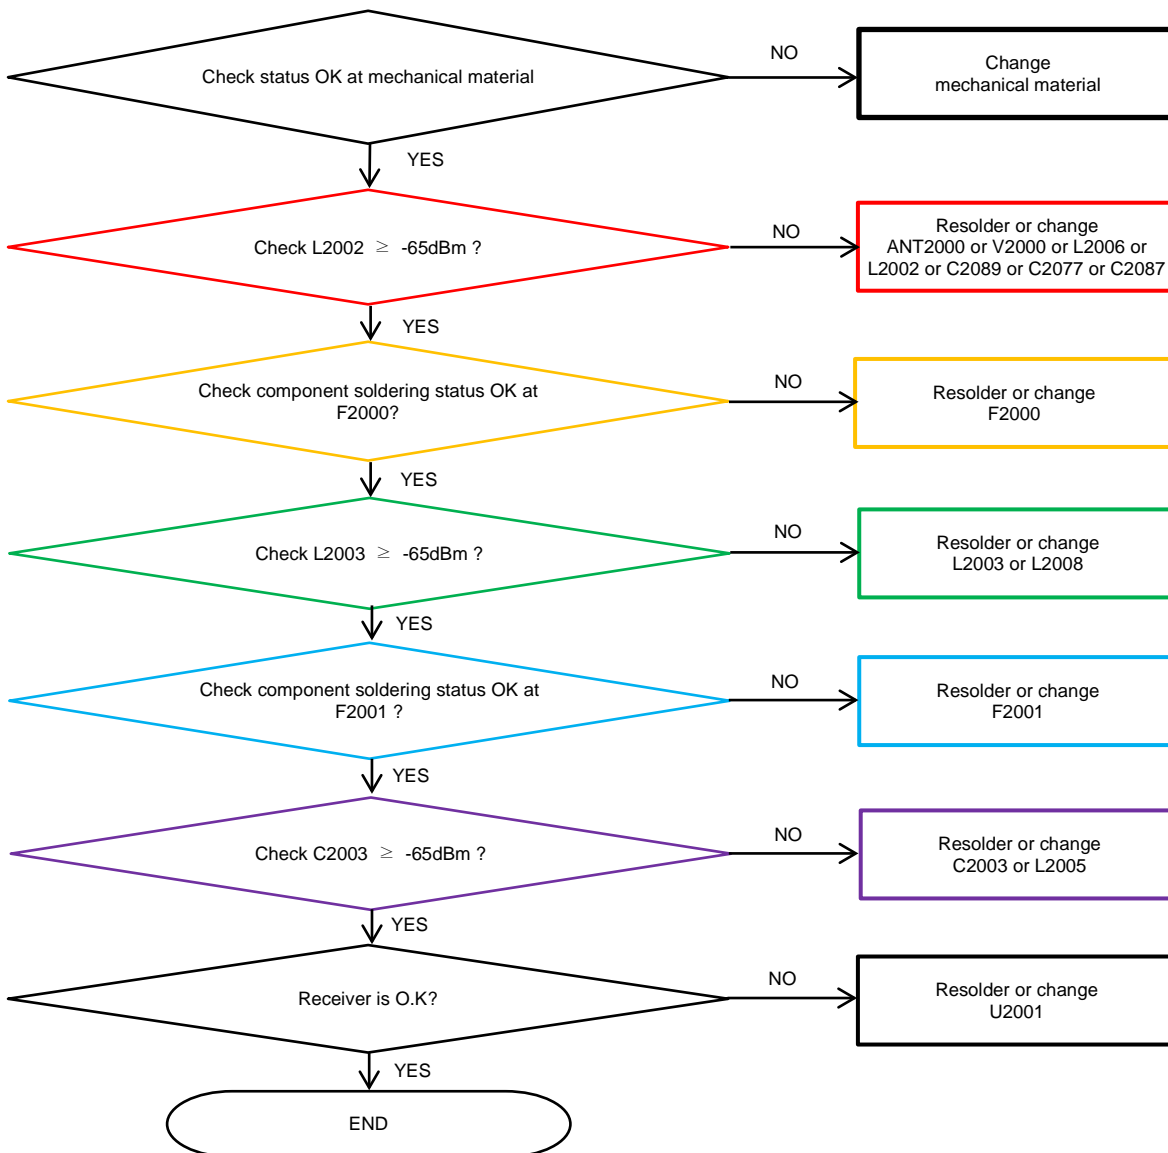 Check status OK at mechanical material
NO
Change
mechanical material
YES
Check L2002 ≥ -65dBm ?
NO
Resolder or change
ANT2000 or V2000 or L2006 or
L2002 or C2089 or C2077 or C2087
YES
Check component soldering status OK at
F2000?
NO
Resolder or change
F2000
YES
Check L2003 ≥ -65dBm ?
NO
Resolder or change
L2003 or L2008
YES
Check component soldering status OK at
F2001 ?
NO
Resolder or change
F2001
YES
Check C2003 ≥ -65dBm ?
NO
Resolder or change
C2003 or L2005
YES
Receiver is O.K?
NO
Resolder or change
U2001
YES
END